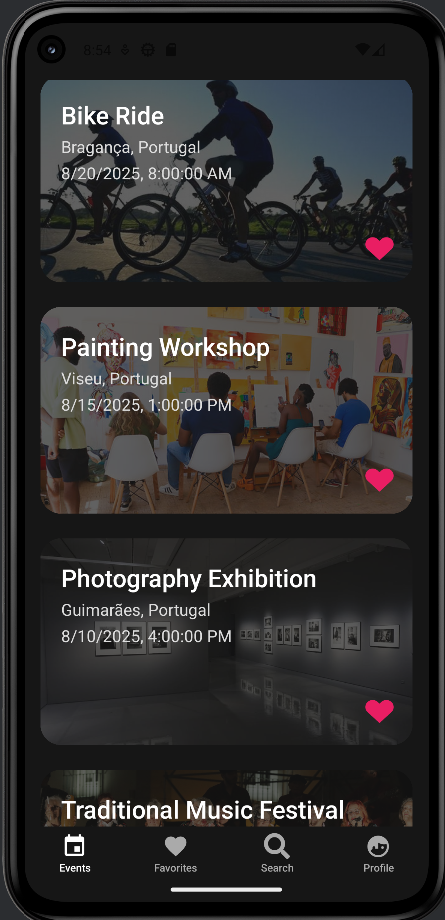 8:54
Bike Ride
Bragança, Portugal
8/20/2025, 8:00:00 AM
Painting Workshop
Viseu, Portugal
8/15/2025, 1:00:00 PM
Photography Exhibition
Guimarães, Portugal
8/10/2025, 4:00:00 PM
Traditional Music Festival
Events
Favorites
Search
Profile